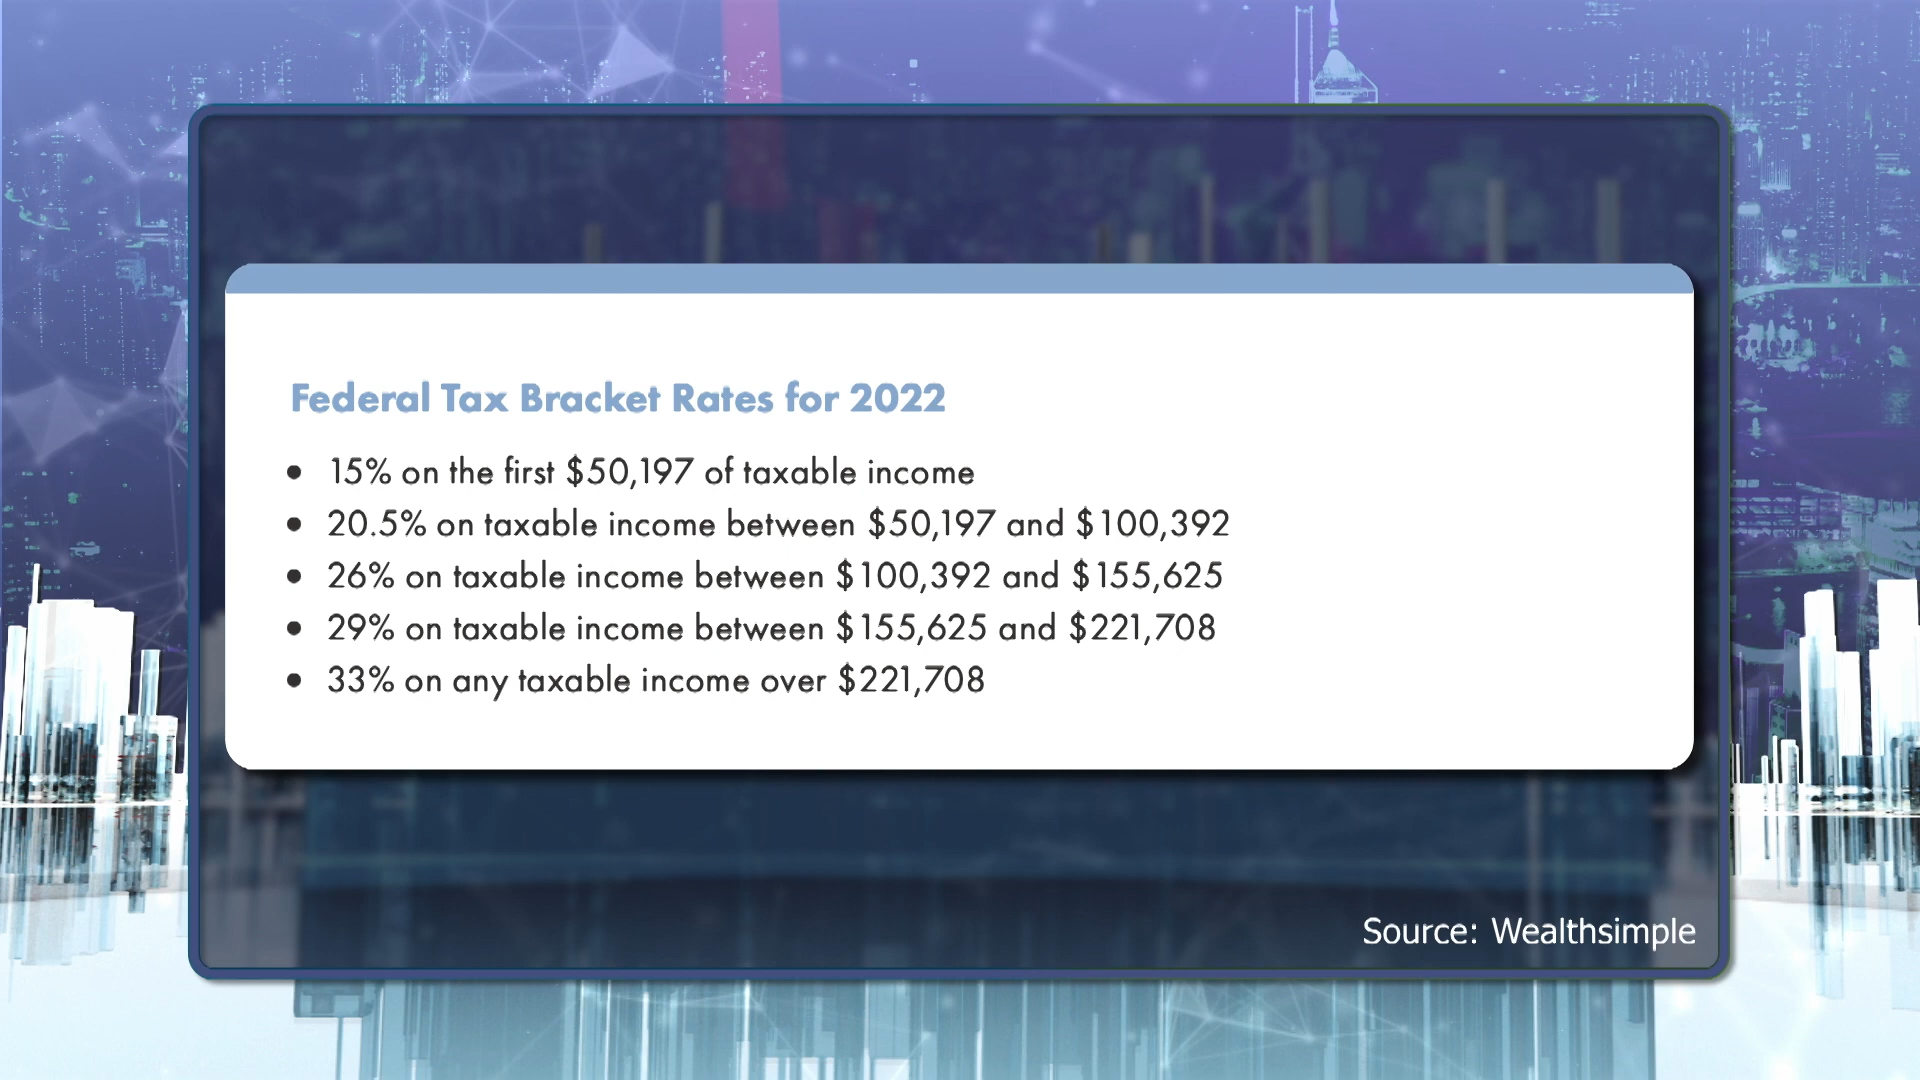 Federal Tax Bracket Rates for 2022
• 15% on the first $50,197 of taxable income
• 20.5% on taxable income between $50,197 and $100,392
• 26% on taxable income between $100,392 and $155,625
• 29% on taxable income between $155,625 and $221,708
• 33% on any taxable income over $221,708
Source: Wealthsimple